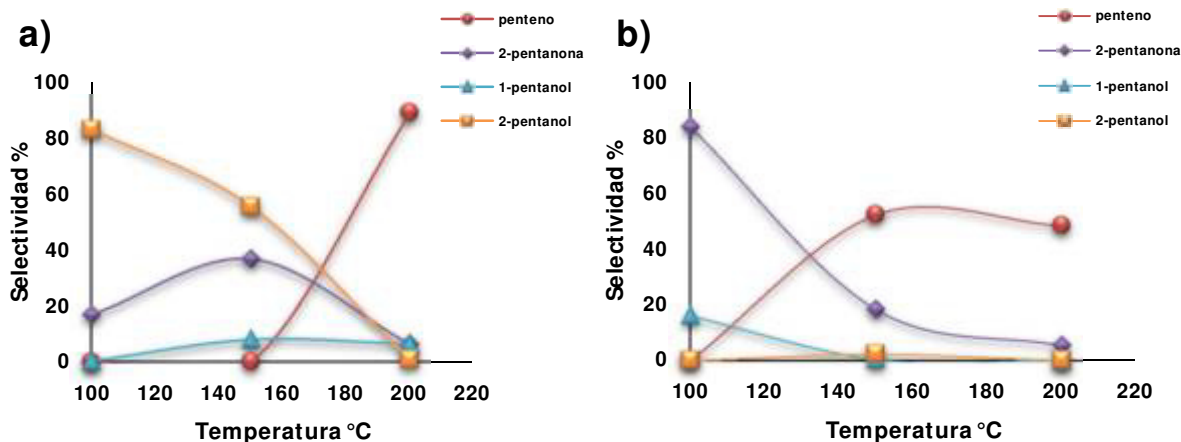 a)
penteno
2-pentanona
1-pentanol
2-pentanol
Selectividad %
100
80
60
40
20
0
100 120 140 160 180 200 220
Temperatura °C
b)
penteno
2-pentanona
1-pentanol
2-pentanol
Selectividad %
100
80
60
40
20
0
100 120 140 160 180 200 220
Temperatura °C